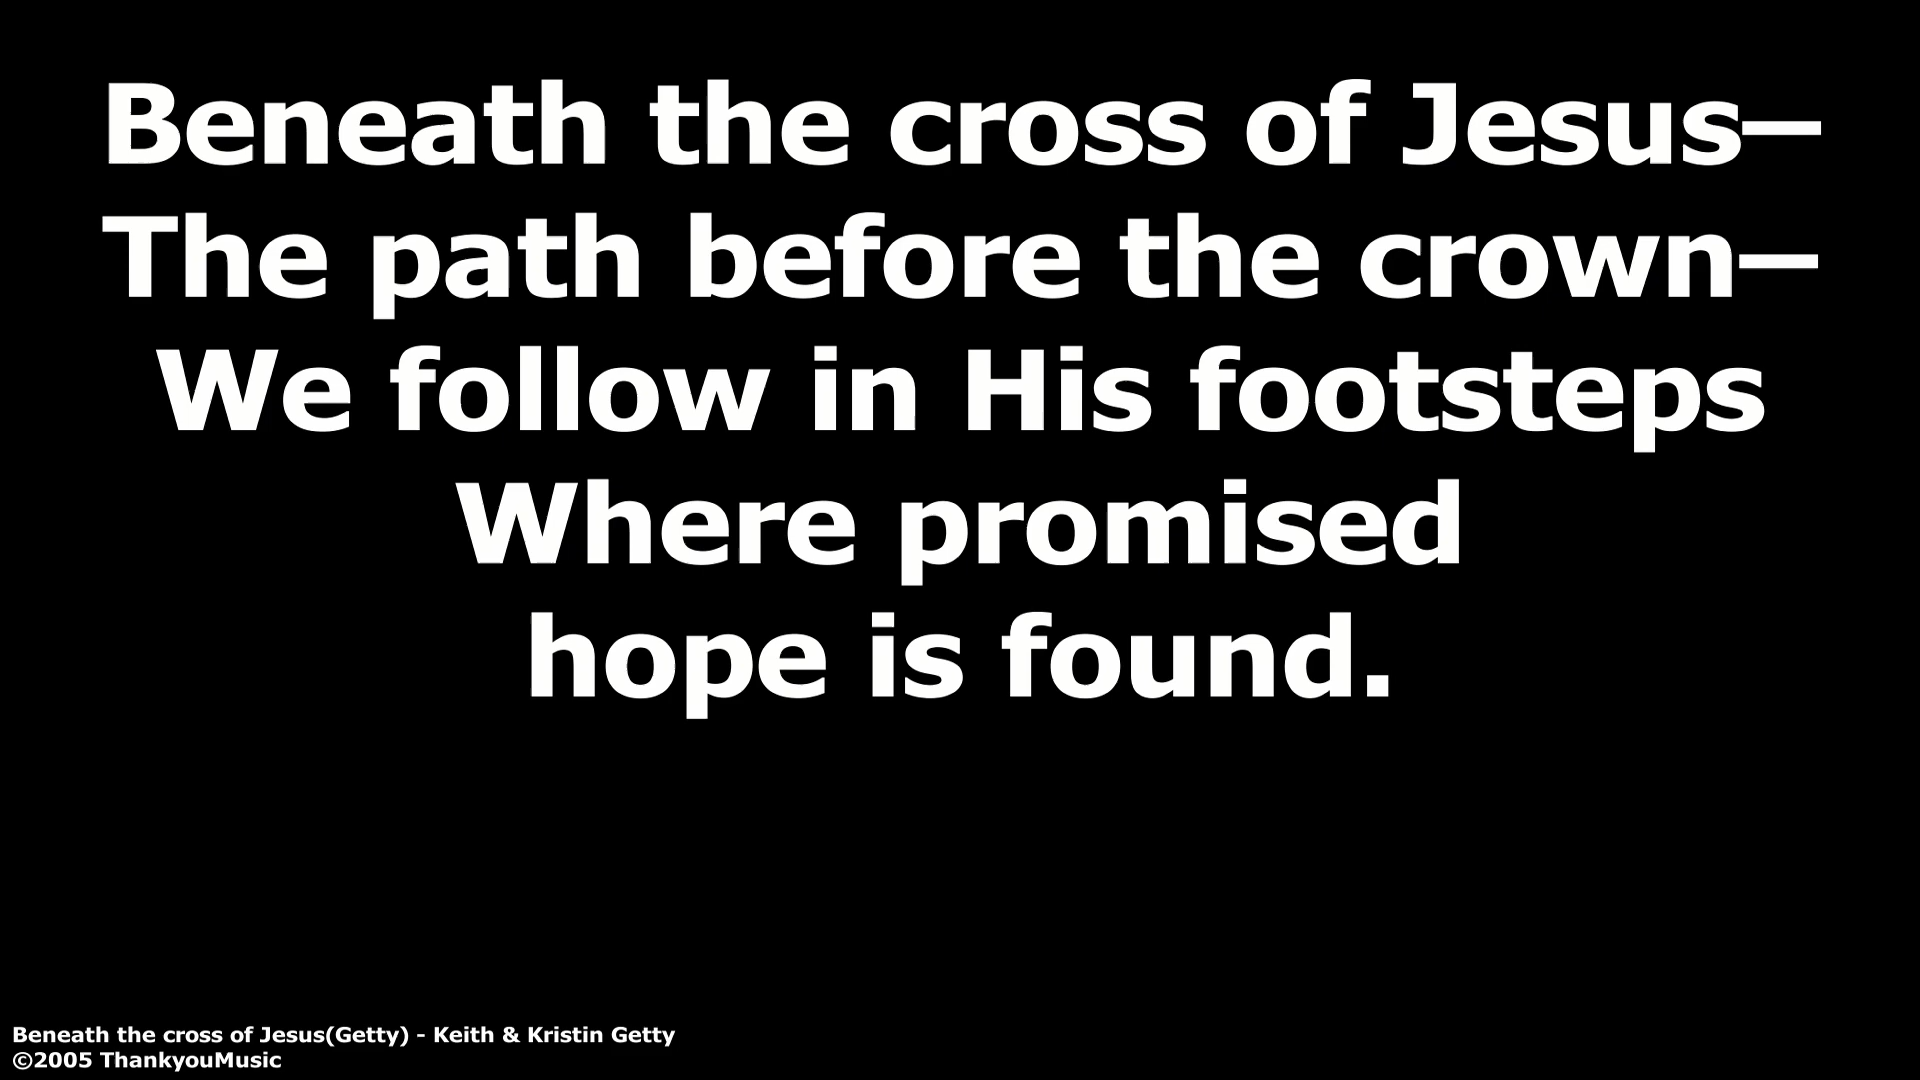 Beneath the cross of Jesus—
The path before the crown—
We follow in His footsteps
Where promised
hope is found.
Beneath the cross of Jesus(Getty) - Keith & Kristin Getty
©2005 ThankyouMusic